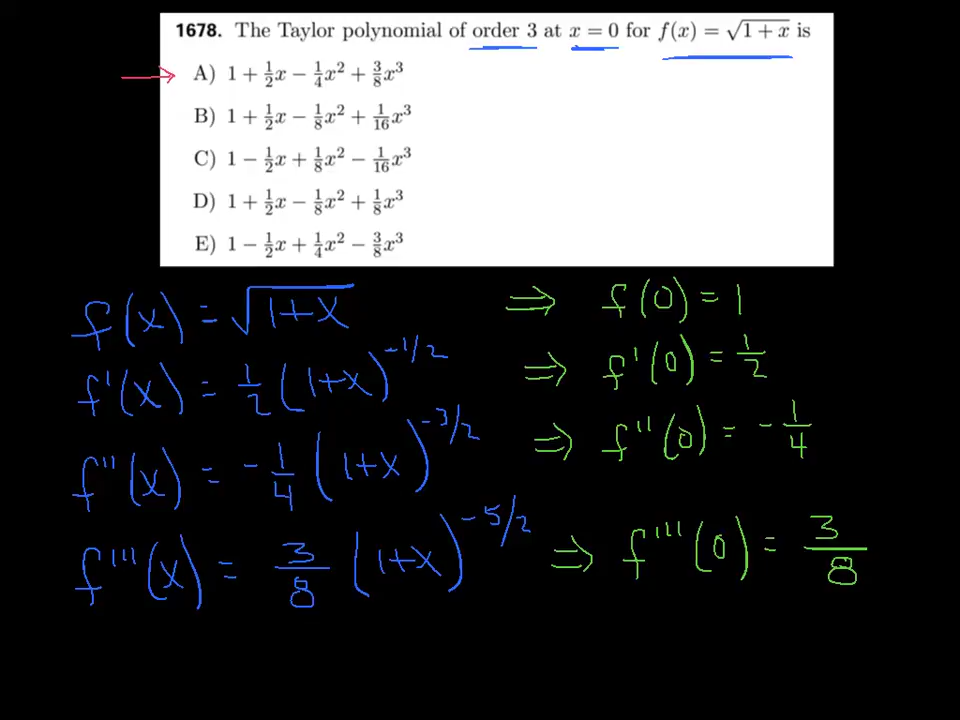 1678. The Taylor polynomial of order 3 at x = 0 for f(x) = √(1 + x) is
A) 1 + 1/2x − 1/4x² + 3/8x³
B) 1 + 1/2x − 1/8x² + 1/16x³
C) 1 − 1/2x + 1/8x² − 1/16x³
D) 1 + 1/2x − 1/8x² + 1/8x³
E) 1 − 1/2x + 1/4x² − 3/8x³
f(x) = √(1+x) ⇒ f(0) = 1
f'(x) = 1/2 (1+x)^(-1/2) ⇒ f'(0) = 1/2
f''(x) = -1/4 (1+x)^(-3/2) ⇒ f''(0) = -1/4
f'''(x) = 3/8 (1+x)^(-5/2) ⇒ f'''(0) = 3/8